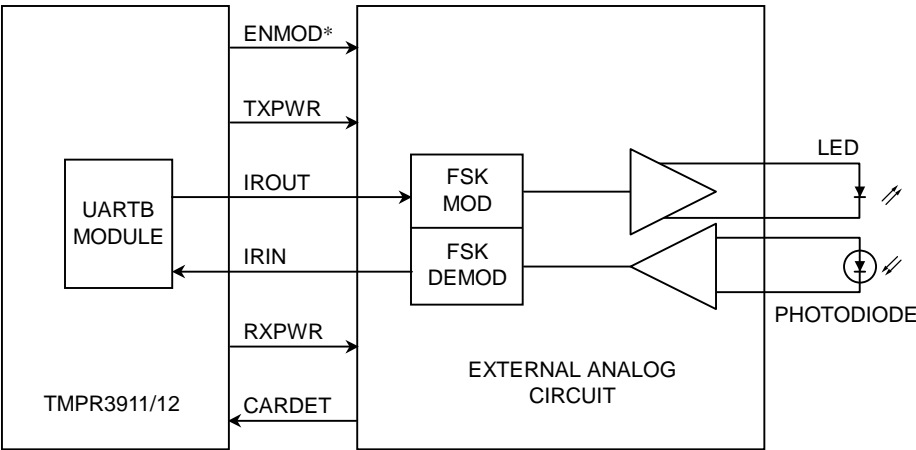 ENMOD*
TXPWR
LED
IROUT
FSK
MOD
UARTB
MODULE
IRIN
FSK
DEMOD
PHOTODIODE
RXPWR
EXTERNAL ANALOG
CIRCUIT
TMPR3911/12
CARDET